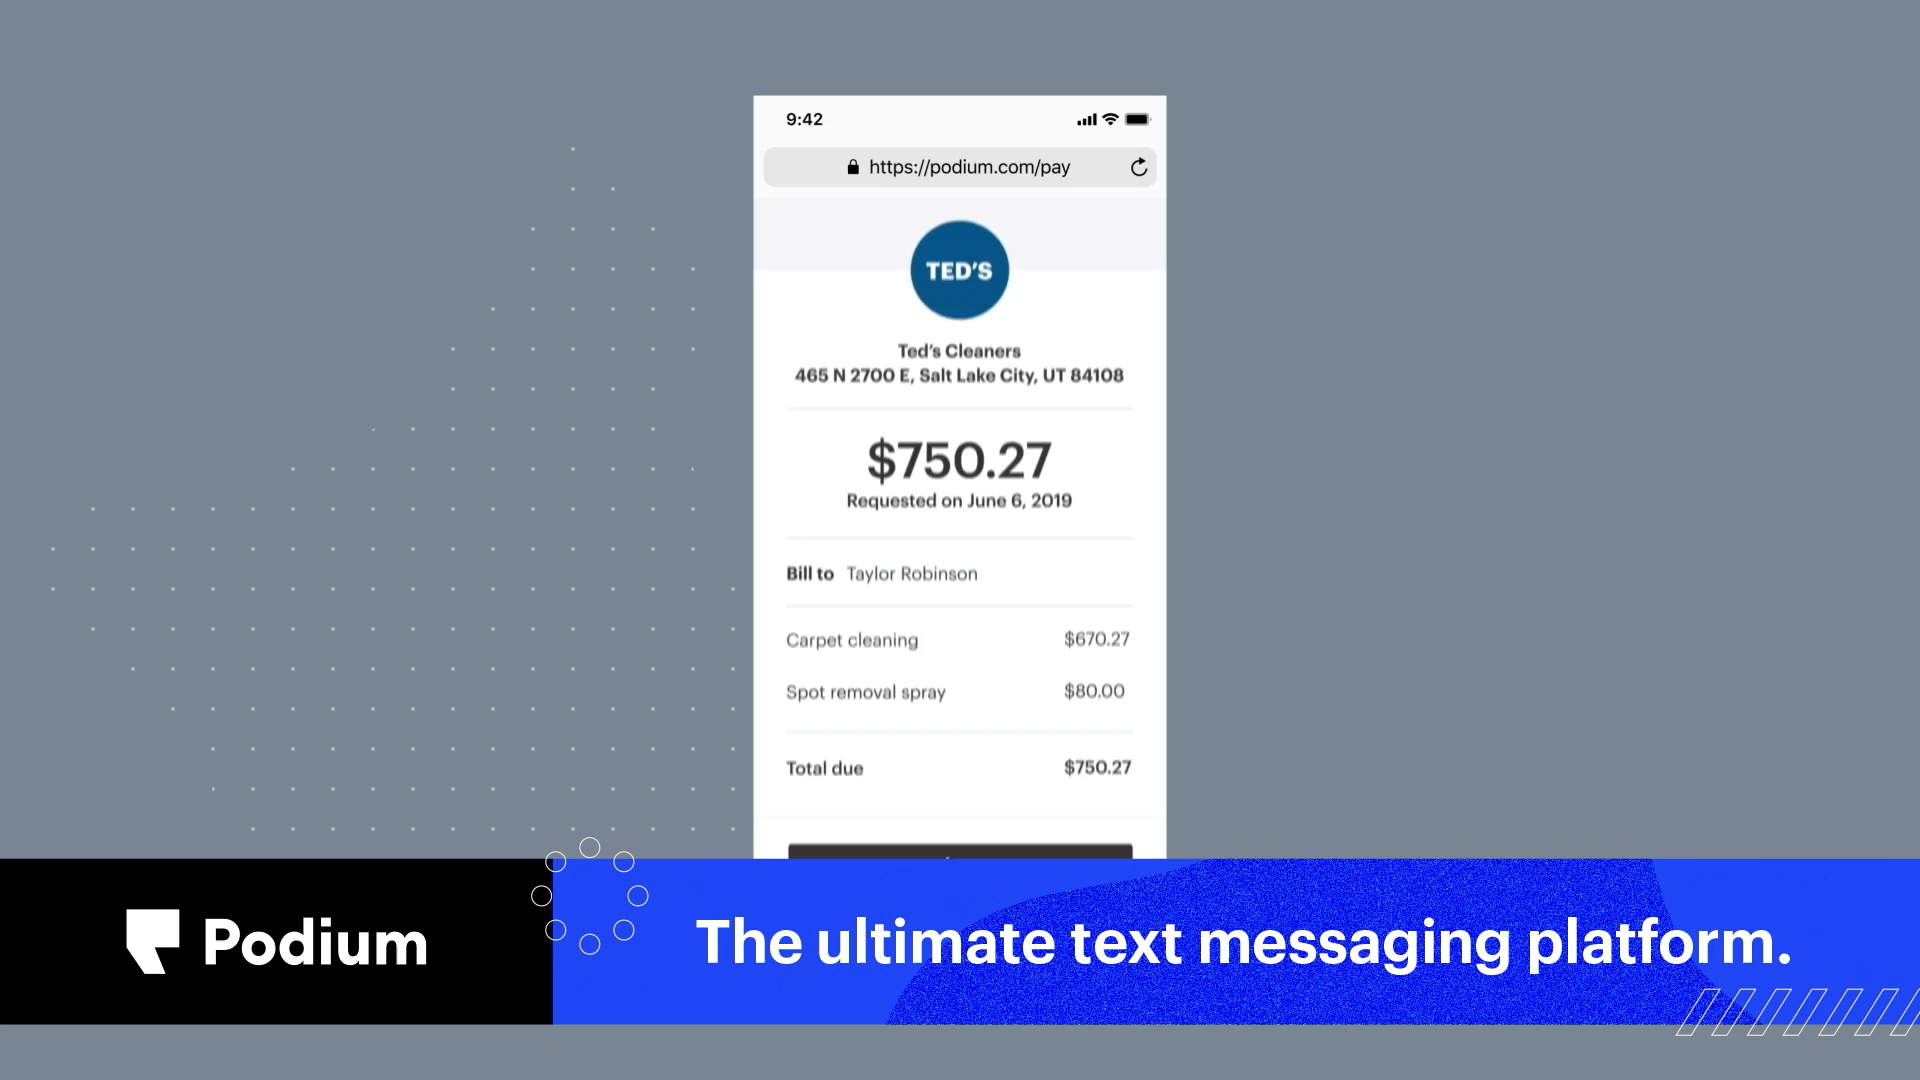 9:42
https://podium.com/pay
TED'S
Ted's Cleaners
465 N 2700 E, Salt Lake City, UT 84108
$750.27
Requested on June 6, 2019
Bill to Taylor Robinson
Carpet cleaning $670.27
Spot removal spray $80.00
Total due $750.27
Podium
The ultimate text messaging platform.